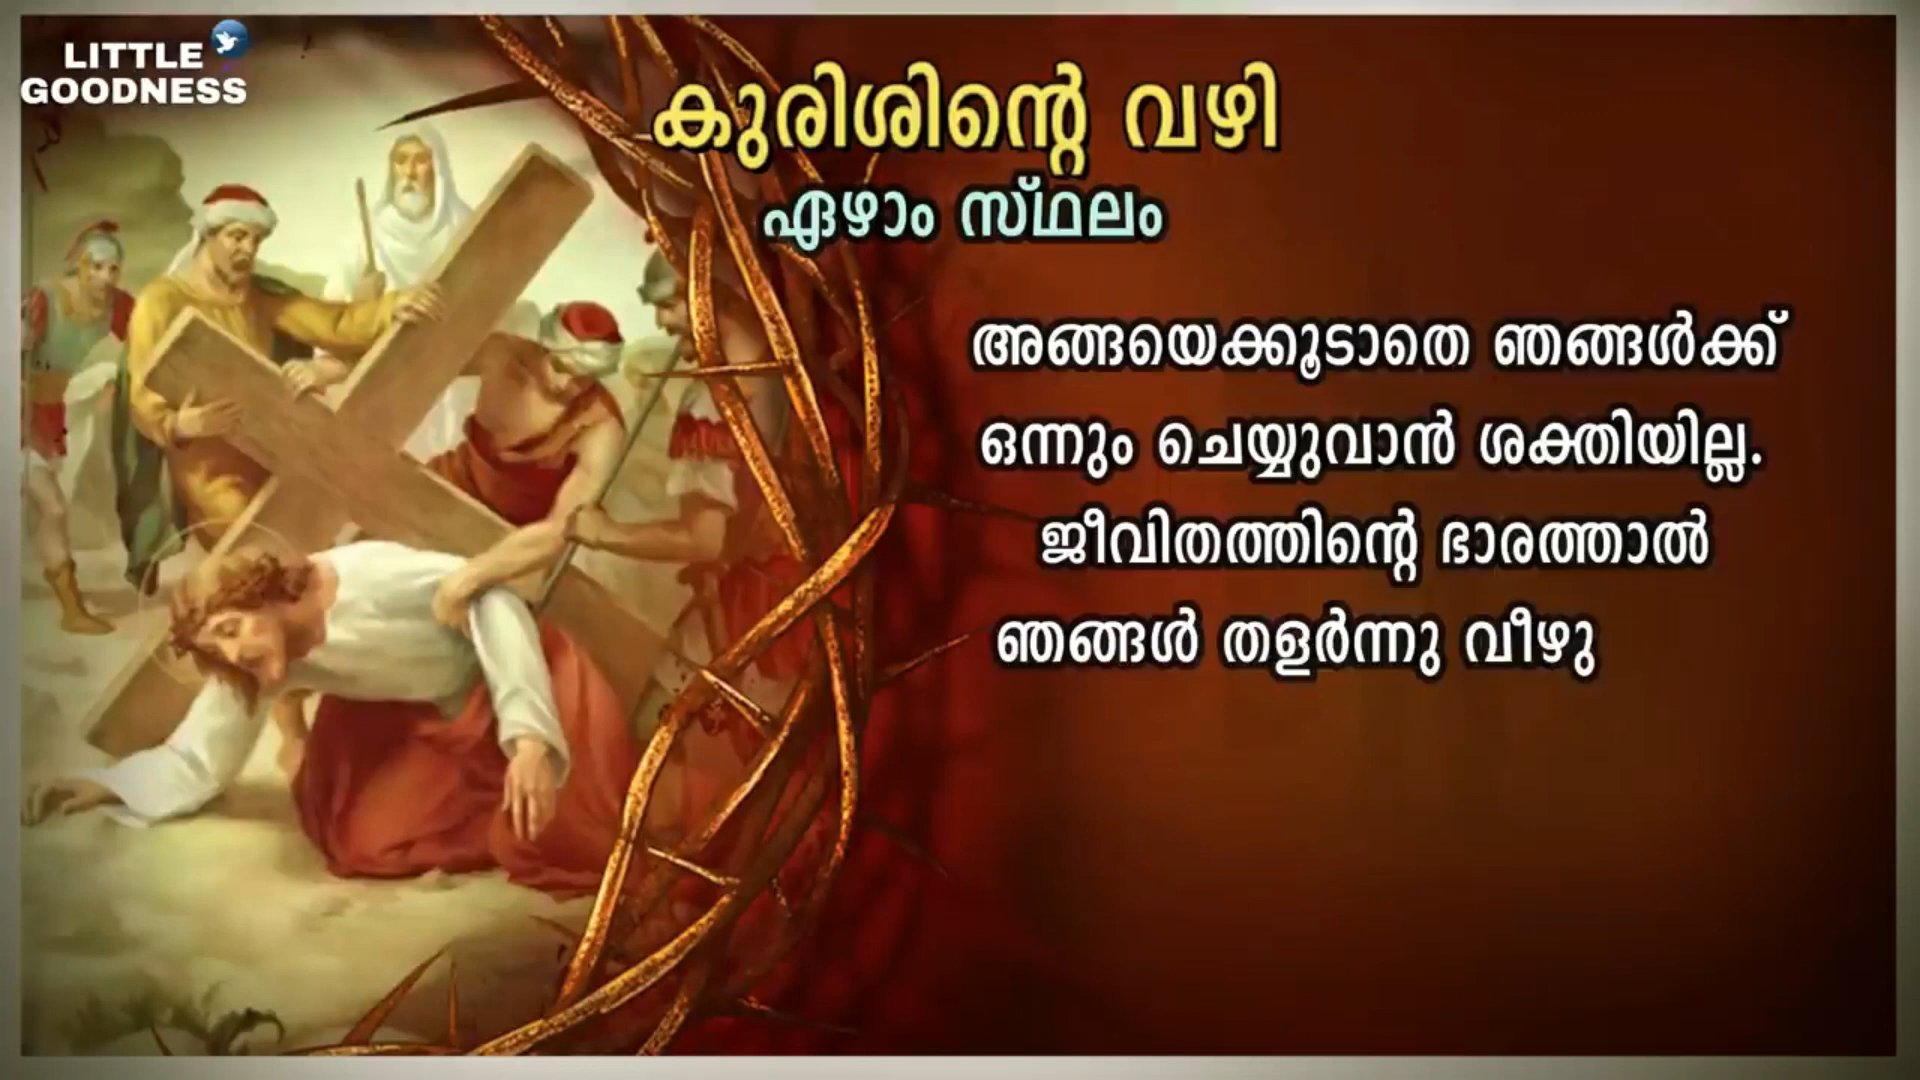 LITTLE
GOODNESS
കുരിശിന്റെ വഴി
ഏഴാം സ്ഥലം
അങ്ങയെക്കൂടാതെ ഞങ്ങൾക്ക്
ഒന്നും ചെയ്യുവാൻ ശക്തിയില്ല.
ജീവിതത്തിന്റെ ഭാരത്താൽ
ഞങ്ങൾ തളർന്നു വീഴു